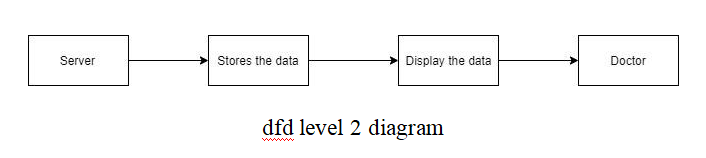 Server
Stores the data
Display the data
Doctor
dfd level 2 diagram